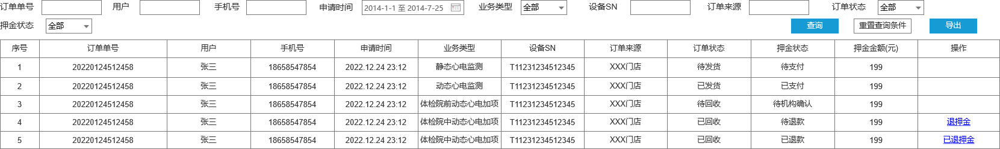 订单单号 用户 手机号 申请时间 2014-1-1 至 2014-7-25 业务类型 全部 设备SN 订单来源 订单状态 全部
押金状态 全部 查询 重置查询条件 导出
序号 订单单号 用户 手机号 申请时间 业务类型 设备SN 订单来源 订单状态 押金状态 押金金额(元) 操作
1 20220124512458 张三 18658547854 2022.12.24 23:12 静态心电监测 T11231234512345 XXX门店 待发货 待支付 199
2 20220124512458 张三 18658547854 2022.12.24 23:12 动态心电监测 T11231234512345 XXX门店 已发货 已支付 199
3 20220124512458 张三 18658547854 2022.12.24 23:12 体检院前动态心电加项 T11231234512345 XXX门店 待回收 待机构确认 199
4 20220124512458 张三 18658547854 2022.12.24 23:12 体检院中动态心电加项 T11231234512345 XXX门店 已回收 待退款 199 退押金
5 20220124512458 张三 18658547854 2022.12.24 23:12 体检院中动态心电加项 T11231234512345 XXX门店 已回收 已退款 199 已退押金